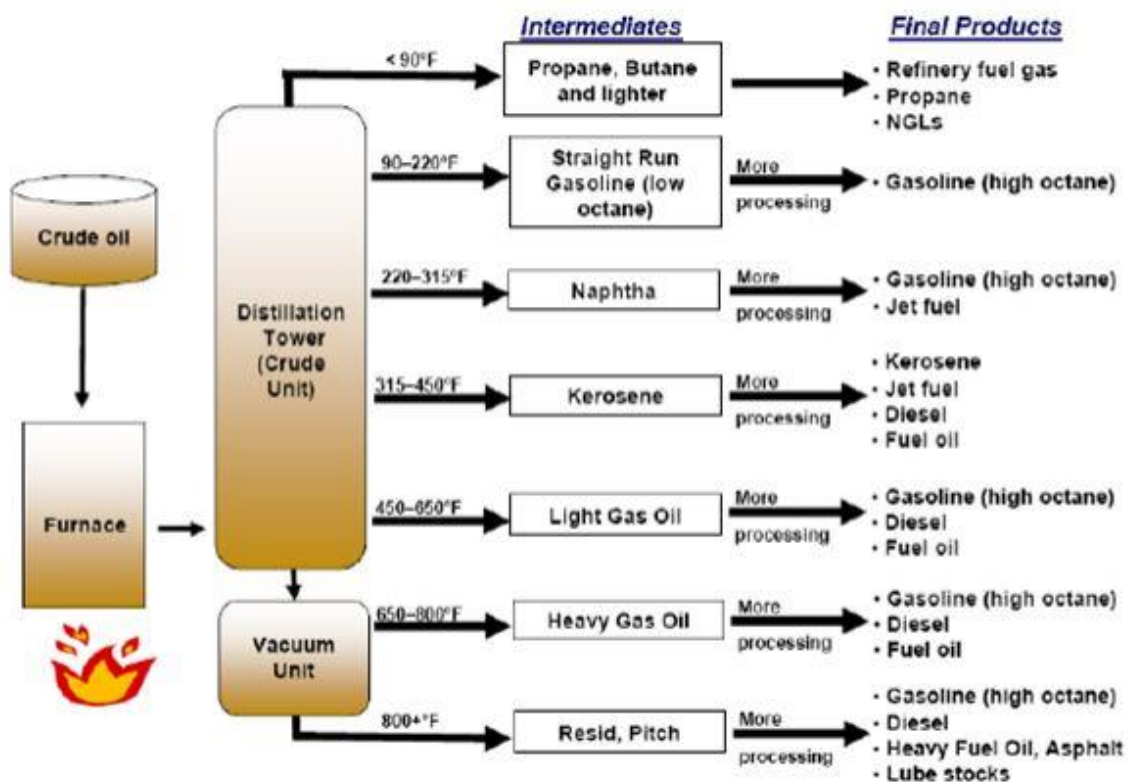 Intermediates
Final Products
< 90°F
Propane, Butane
and lighter
• Refinery fuel gas
• Propane
• NGLs
90–220°F
Straight Run
Gasoline (low
octane)
More
processing
• Gasoline (high octane)
Crude oil
220–315°F
Naphtha
More
processing
• Gasoline (high octane)
• Jet fuel
Distillation
Tower
(Crude
Unit)
315–450°F
Kerosene
More
processing
• Kerosene
• Jet fuel
• Diesel
• Fuel oil
Furnace
450–650°F
Light Gas Oil
More
processing
• Gasoline (high octane)
• Diesel
• Fuel oil
Vacuum
Unit
650–800°F
Heavy Gas Oil
More
processing
• Gasoline (high octane)
• Diesel
• Fuel oil
800+°F
Resid, Pitch
More
processing
• Gasoline (high octane)
• Diesel
• Heavy Fuel Oil, Asphalt
• Lube stocks